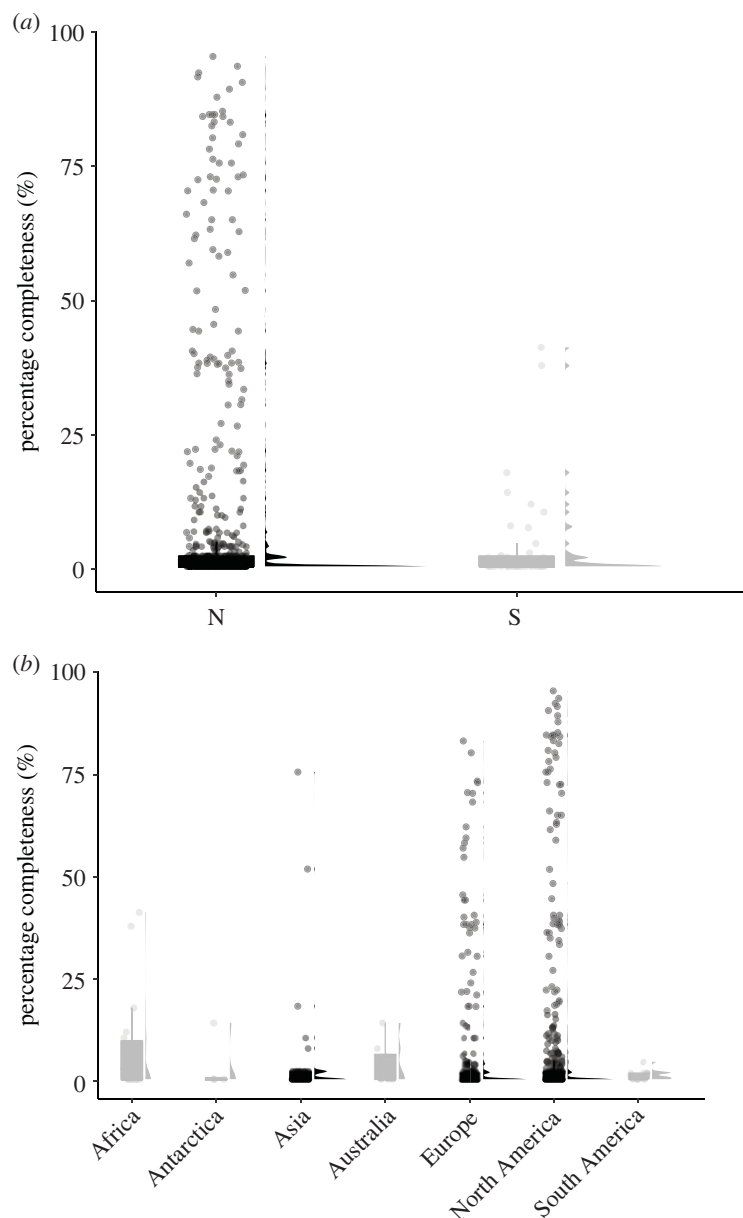 (a)
100
75
50
25
0
percentage completeness (%)
N
S
(b)
100
75
50
25
0
percentage completeness (%)
Africa
Antarctica
Asia
Australia
Europe
North America
South America